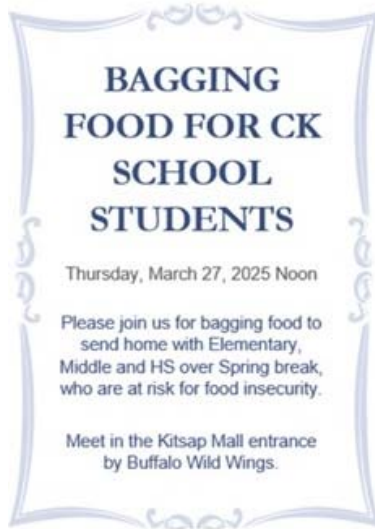 BAGGING
FOOD FOR CK
SCHOOL
STUDENTS
Thursday, March 27, 2025 Noon
Please join us for bagging food to
send home with Elementary,
Middle and HS over Spring break,
who are at risk for food insecurity.
Meet in the Kitsap Mall entrance
by Buffalo Wild Wings.